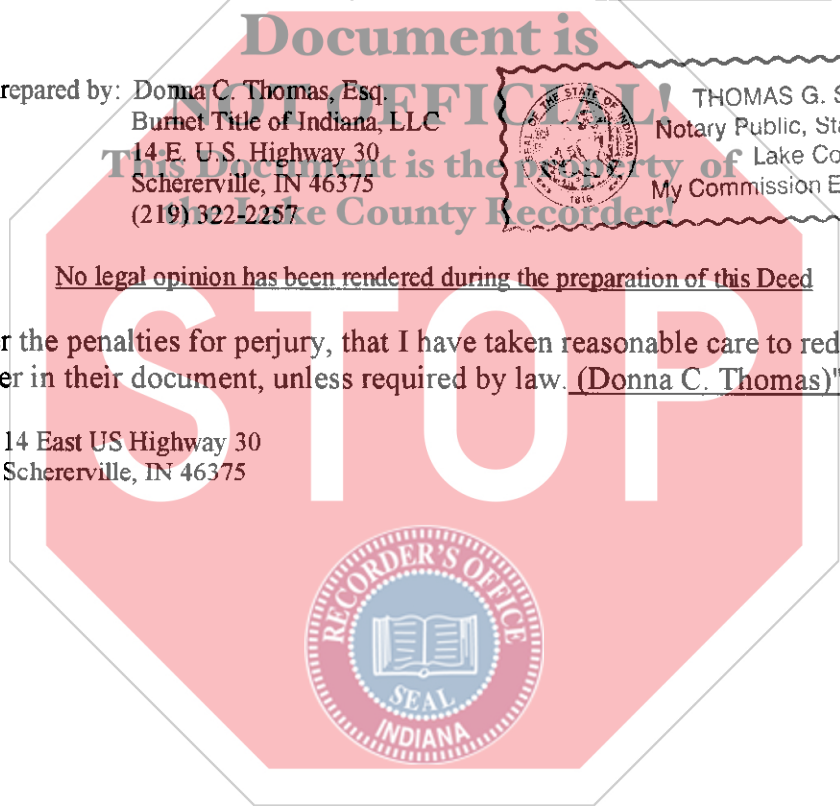 Document is
NOT OFFICIAL!
This Document is the property of
the Lake County Recorder!
repared by: Donna C. Thomas, Esq.
Burnet Title of Indiana, LLC
14 E. U.S. Highway 30
Schererville, IN 46375
(219) 322-2257
SEAL OF THE STATE OF INDIANA
1816
THOMAS G. S
Notary Public, Sta
Lake Co
My Commission E
No legal opinion has been rendered during the preparation of this Deed
r the penalties for perjury, that I have taken reasonable care to red
er in their document, unless required by law. (Donna C. Thomas)"
14 East US Highway 30
Schererville, IN 46375
STOP
RECORDER'S OFFICE
SEAL
INDIANA